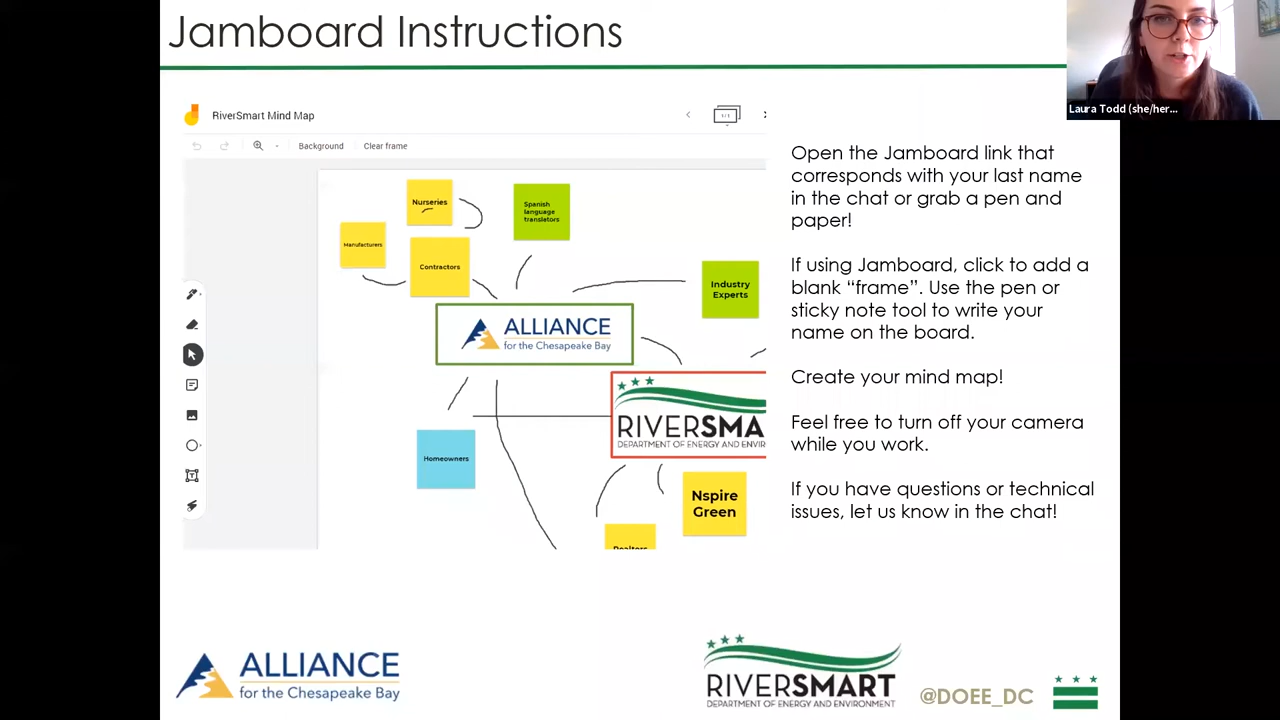 Jamboard Instructions
Laura Todd (she/her...
RiverSmart Mind Map
1/1
Background
Clear frame
Nurseries
Spanish
language
translators
Manufacturers
Contractors
Industry
Experts
ALLIANCE
for the Chesapeake Bay
RIVERSMA
DEPARTMENT OF ENERGY AND ENVIR
Homeowners
Nspire
Green
Realtors
Open the Jamboard link that
corresponds with your last name
in the chat or grab a pen and
paper!
If using Jamboard, click to add a
blank “frame”. Use the pen or
sticky note tool to write your
name on the board.
Create your mind map!
Feel free to turn off your camera
while you work.
If you have questions or technical
issues, let us know in the chat!
ALLIANCE
for the Chesapeake Bay
RIVERSMART
DEPARTMENT OF ENERGY AND ENVIRONMENT
@DOEE_DC